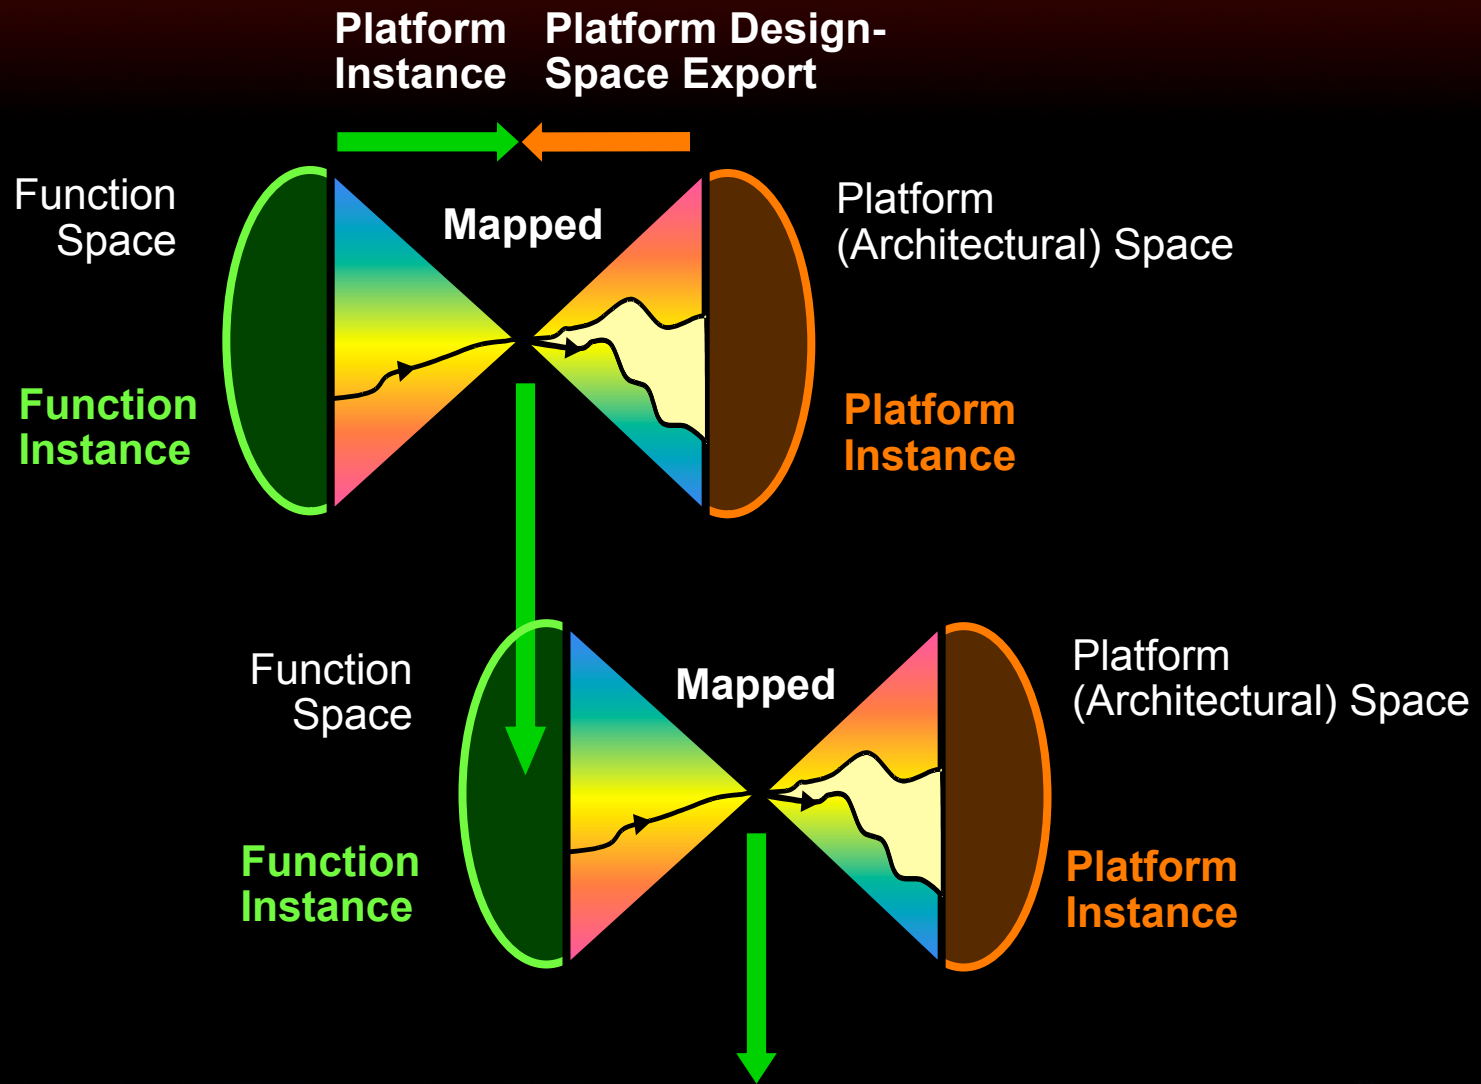 Platform
Instance
Platform Design-
Space Export
Function
Space
Mapped
Platform
(Architectural) Space
Function
Instance
Platform
Instance
Function
Space
Mapped
Platform
(Architectural) Space
Function
Instance
Platform
Instance